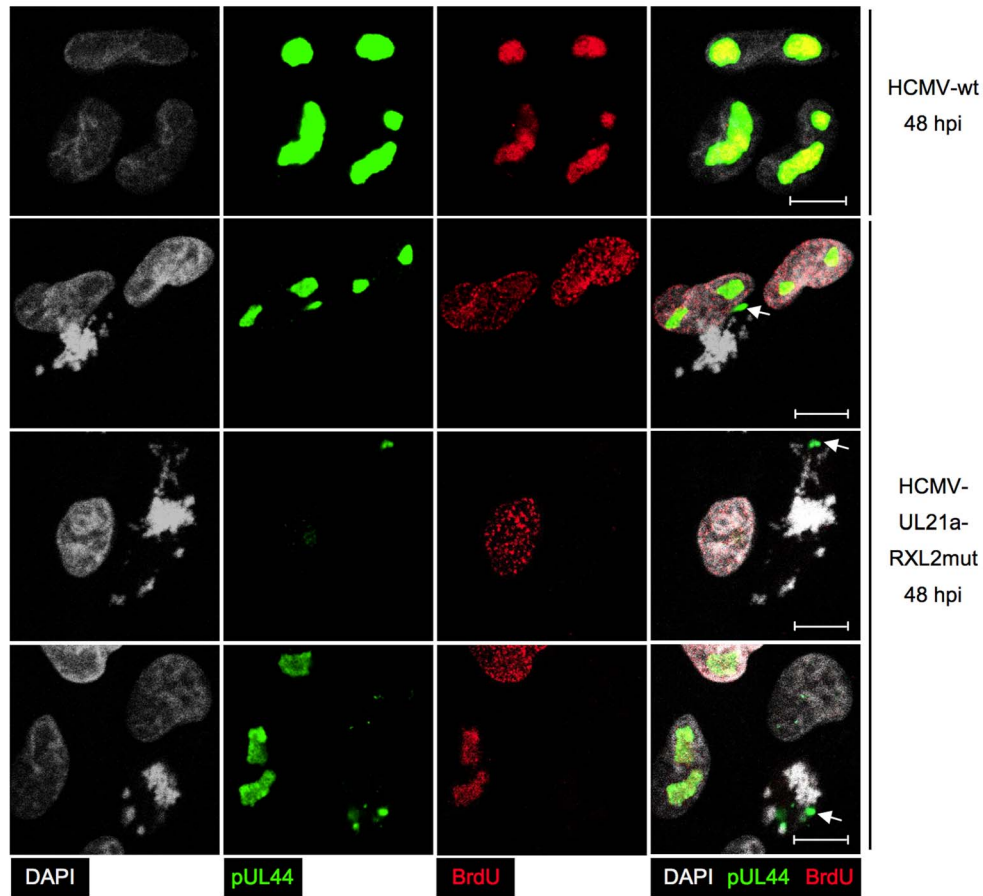 HCMV-wt
48 hpi
HCMV-
UL21a-
RXL2mut
48 hpi
DAPI
pUL44
BrdU
DAPI pUL44 BrdU